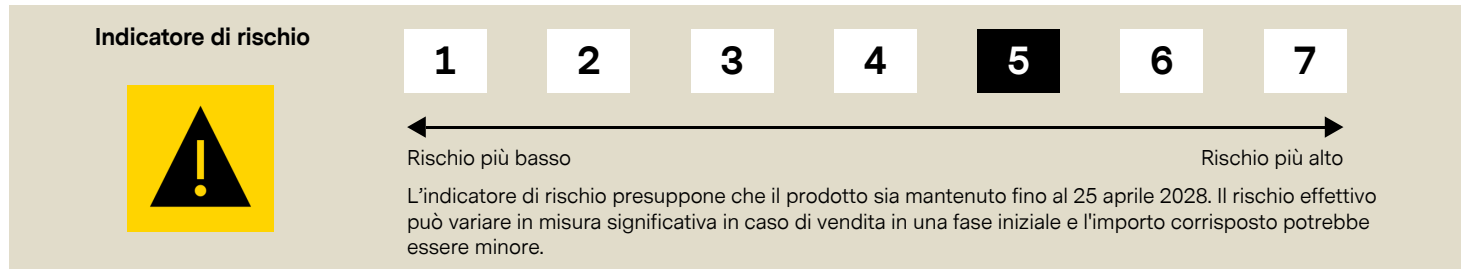 Indicatore di rischio
1 2 3 4 5 6 7
Rischio più basso
Rischio più alto
L’indicatore di rischio presuppone che il prodotto sia mantenuto fino al 25 aprile 2028. Il rischio effettivo
può variare in misura significativa in caso di vendita in una fase iniziale e l'importo corrisposto potrebbe
essere minore.